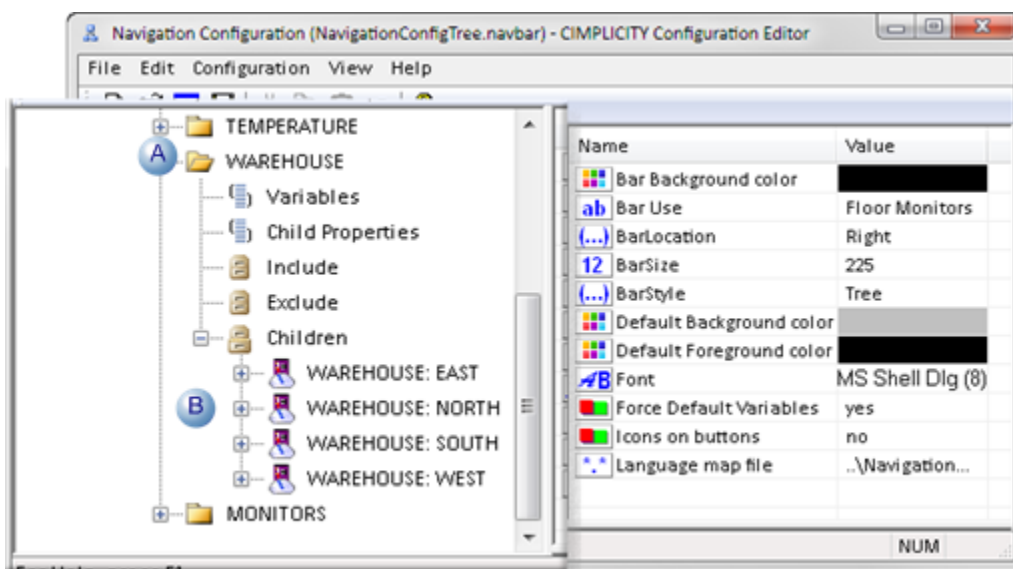 Navigation Configuration (NavigationConfigTree.navbar) - CIMPLICITY Configuration Editor
File Edit Configuration View Help
TEMPERATURE
A
WAREHOUSE
Variables
Child Properties
Include
Exclude
Children
WAREHOUSE: EAST
B
WAREHOUSE: NORTH
WAREHOUSE: SOUTH
WAREHOUSE: WEST
MONITORS
Name Value
Bar Background color
ab Bar Use Floor Monitors
(...) BarLocation Right
12 BarSize 225
(...) BarStyle Tree
Default Background color
Default Foreground color
AB Font MS Shell Dlg (8)
Force Default Variables yes
Icons on buttons no
*.* Language map file ..\Navigation...
NUM